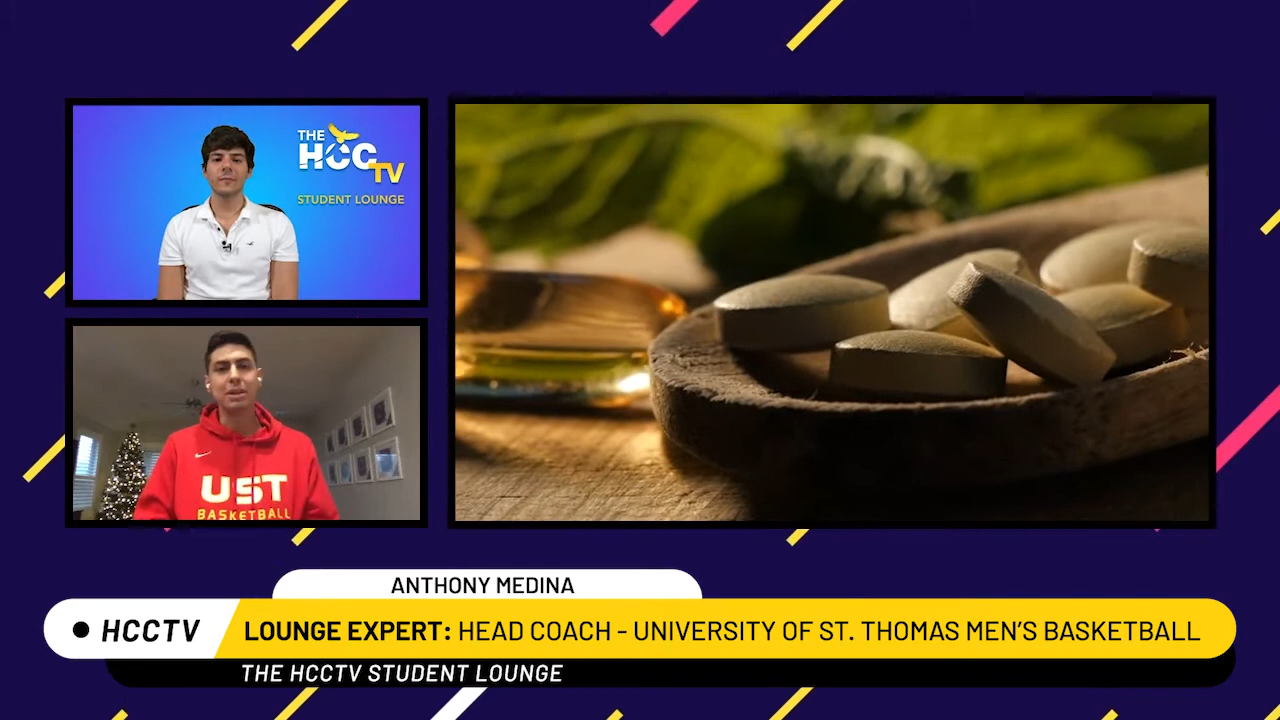 THE
HCC
TV
STUDENT LOUNGE
UST
BASKETBALL
ANTHONY MEDINA
HCCTV
LOUNGE EXPERT: HEAD COACH - UNIVERSITY OF ST. THOMAS MEN'S BASKETBALL
THE HCCTV STUDENT LOUNGE